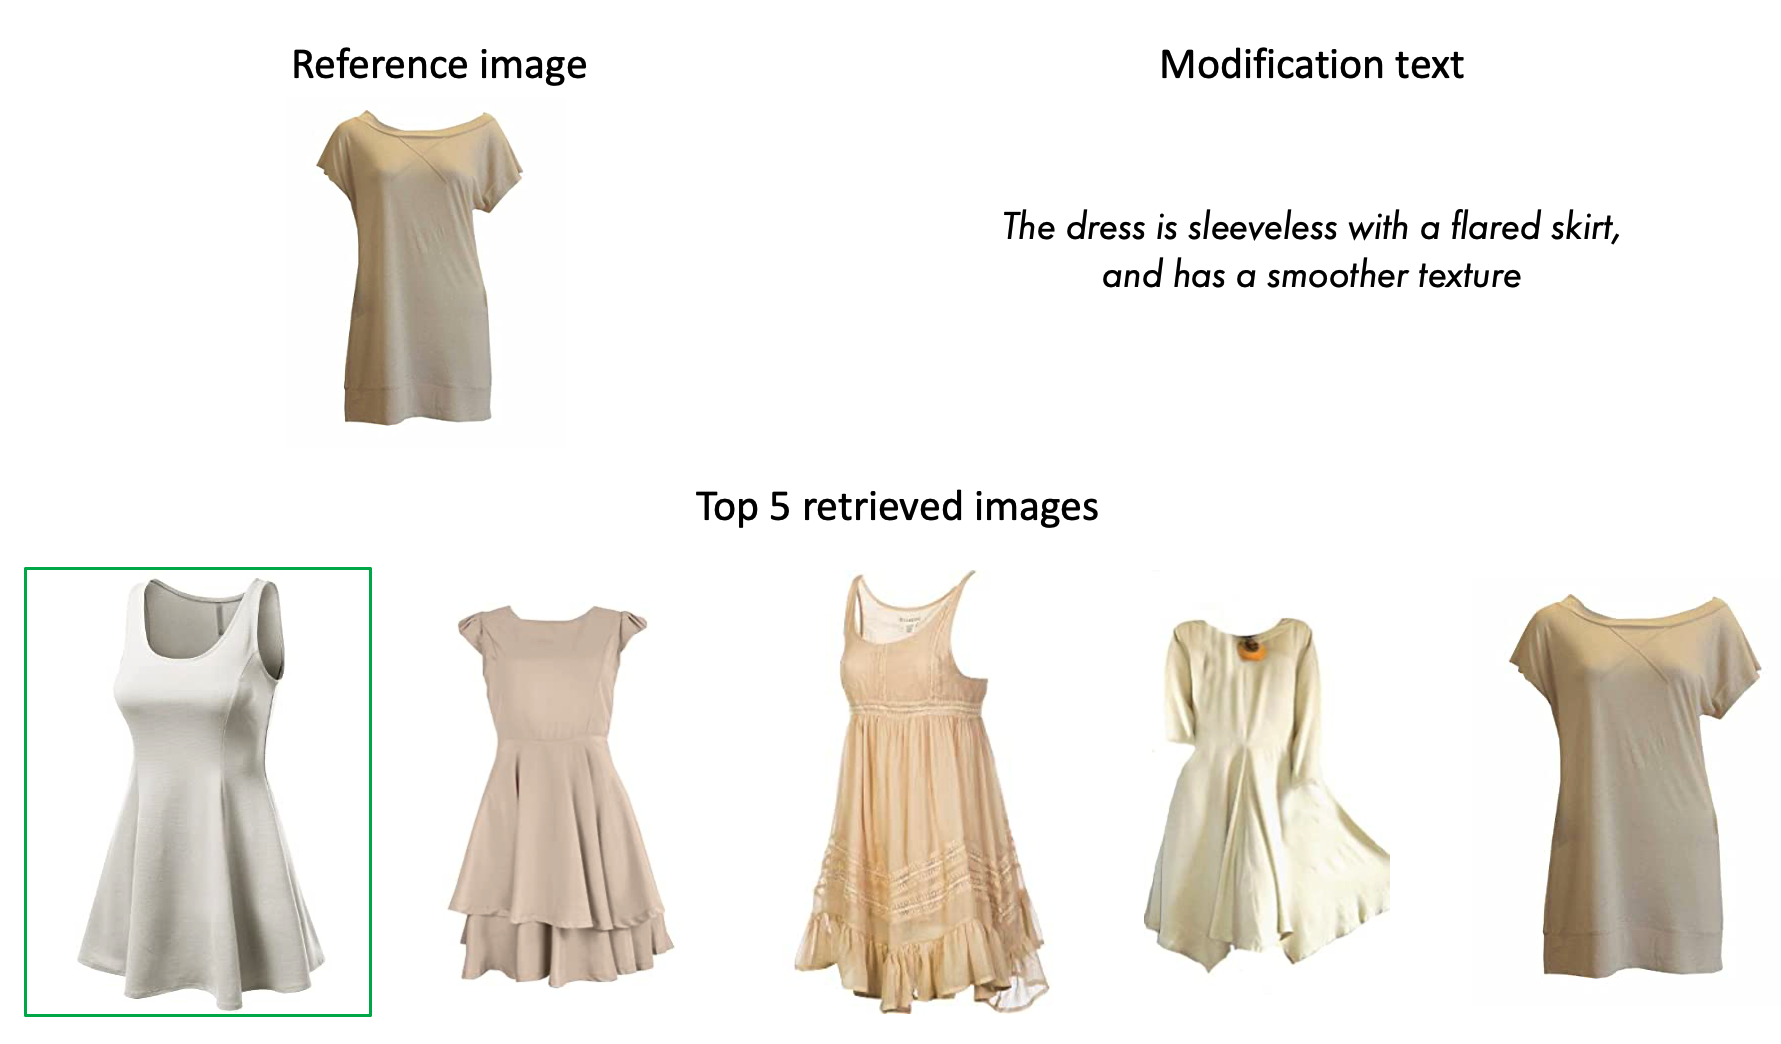 Reference image
Modification text
The dress is sleeveless with a flared skirt,
and has a smoother texture
Top 5 retrieved images